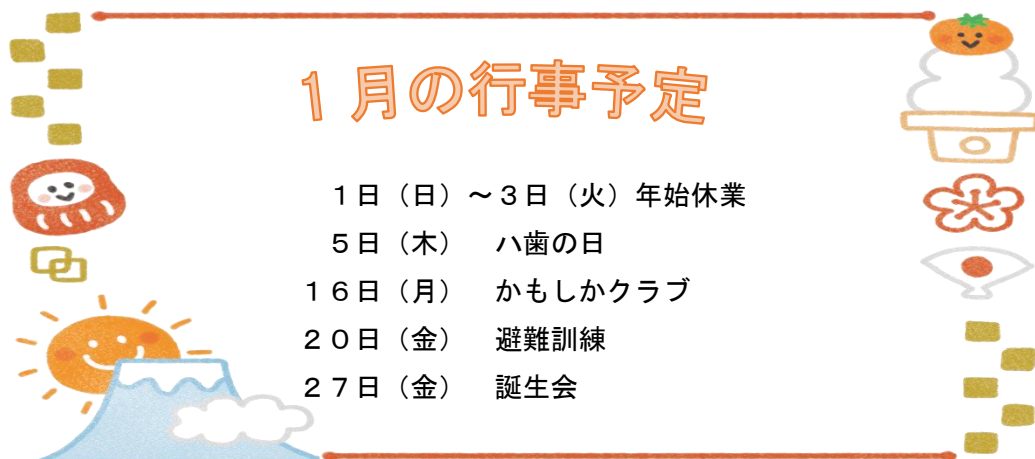 １月の行事予定
１日（日）～３日（火）年始休業
５日（木）　ハ歯の日
１６日（月）　かもしかクラブ
２０日（金）　避難訓練
２７日（金）　誕生会